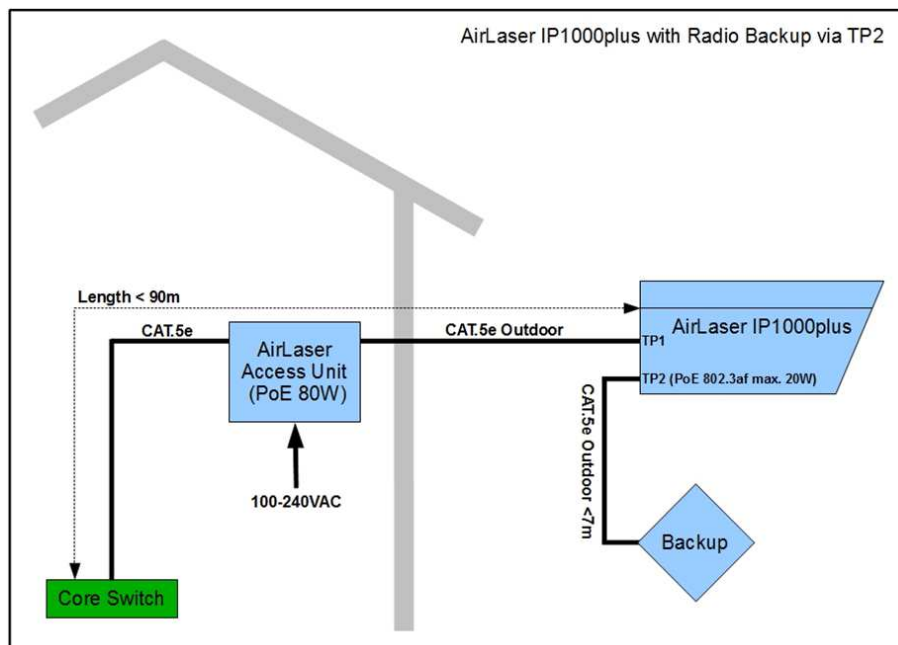 AirLaser IP1000plus with Radio Backup via TP2
Length < 90m
CAT.5e
AirLaser
Access Unit
(PoE 80W)
CAT.5e Outdoor
AirLaser IP1000plus
TP1
TP2 (PoE 802.3af max. 20W)
CAT.5e Outdoor <7m
100-240VAC
Backup
Core Switch